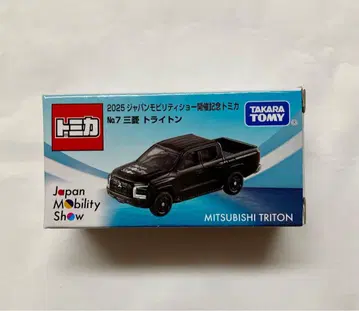 トミカ
2025 ジャパンモビリティショー開催記念トミカ
No.7 三菱 トライトン
TAKARA
TOMY
Japan
Mobility
Show
MITSUBISHI TRITON